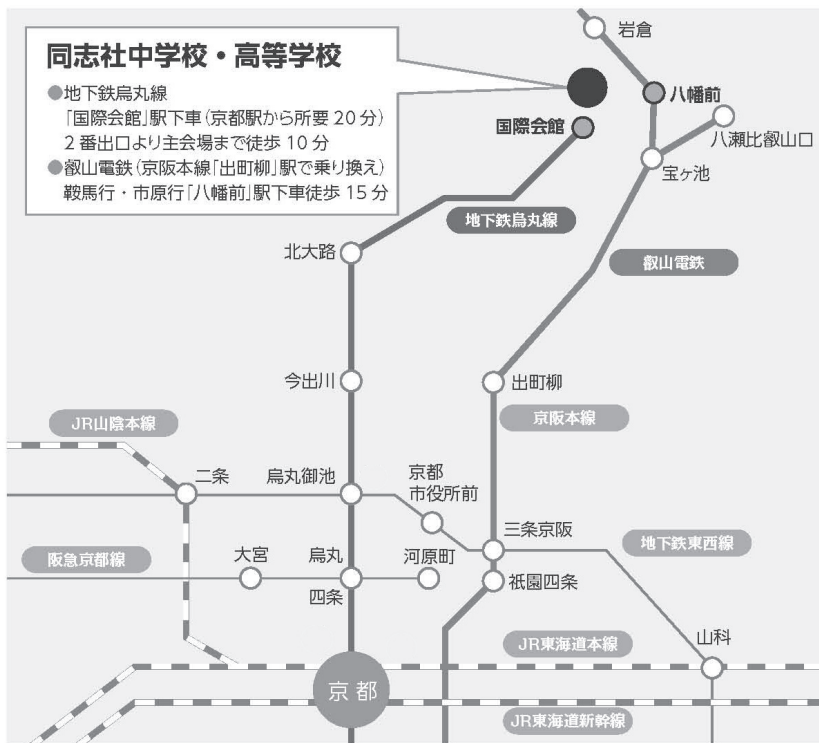 同志社中学校・高等学校
●地下鉄烏丸線
「国際会館」駅下車(京都駅から所要20分)
2番出口より主会場まで徒歩10分
●叡山電鉄(京阪本線「出町柳」駅で乗り換え)
鞍馬行・市原行「八幡前」駅下車徒歩15分
岩倉
八幡前
国際会館
八瀬比叡山口
宝ヶ池
地下鉄烏丸線
北大路
叡山電鉄
今出川
出町柳
JR山陰本線
京阪本線
二条
烏丸御池
京都
市役所前
三条京阪
地下鉄東西線
阪急京都線
大宮
烏丸
河原町
四条
祇園四条
山科
JR東海道本線
京都
JR東海道新幹線